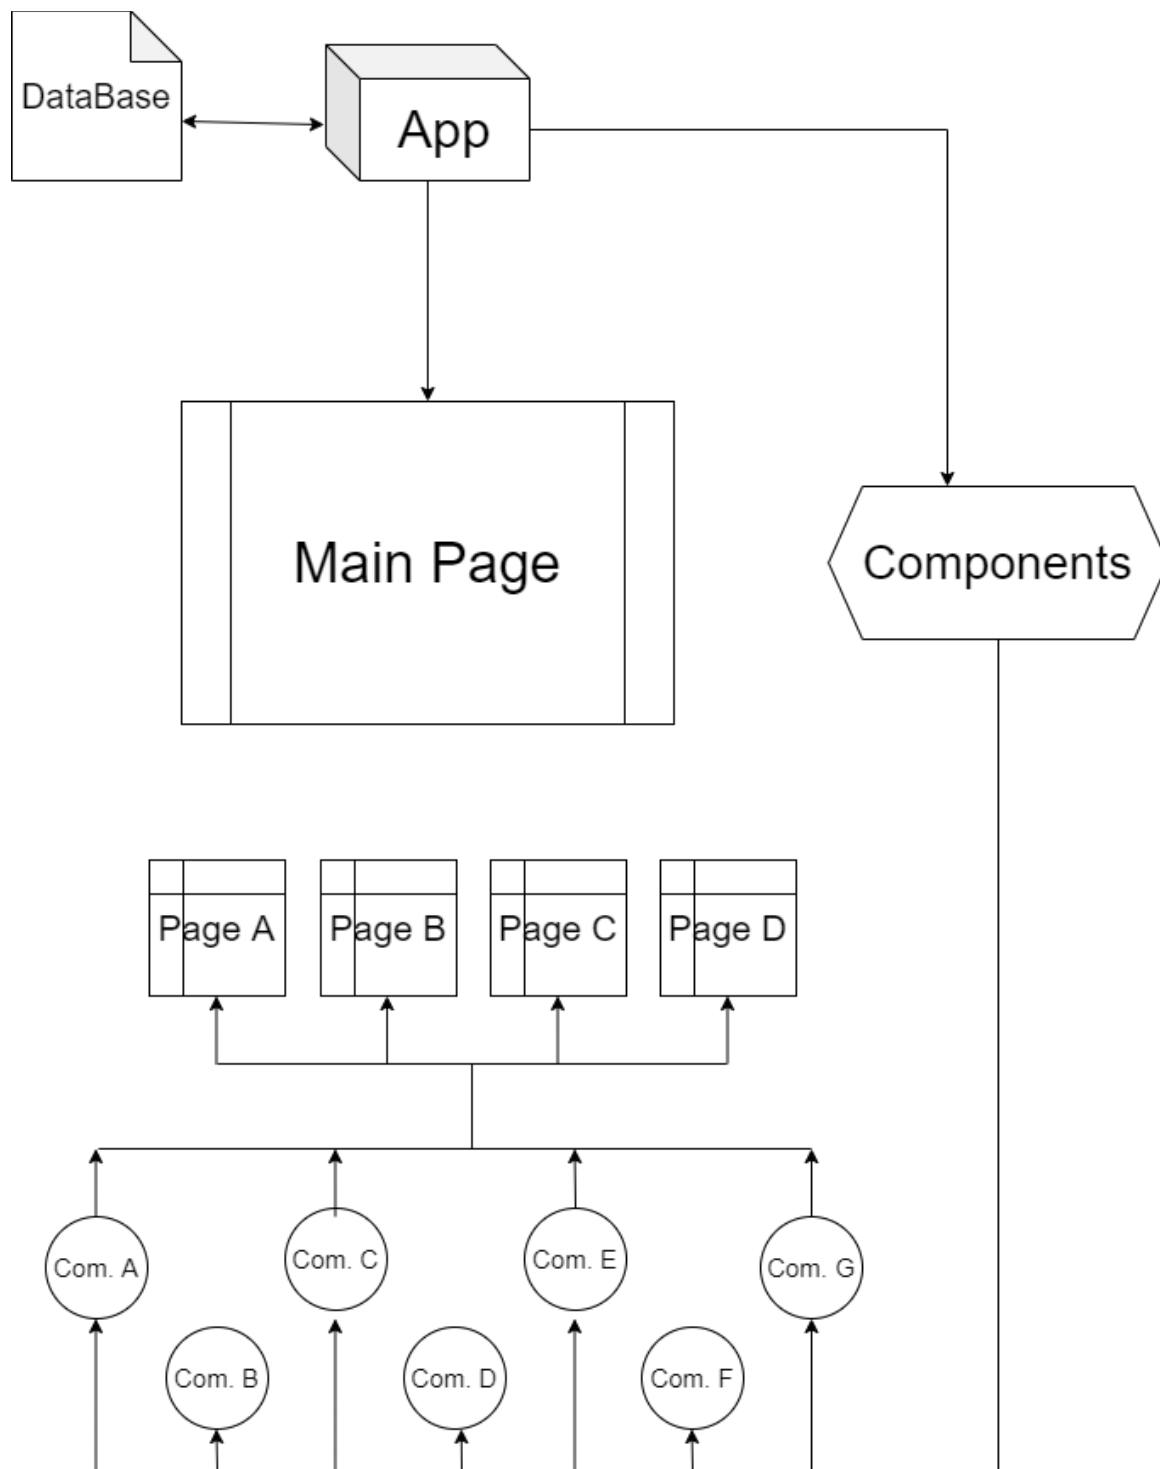 DataBase
App
Main Page
Components
Page A
Page B
Page C
Page D
Com. A
Com. C
Com. E
Com. G
Com. B
Com. D
Com. F